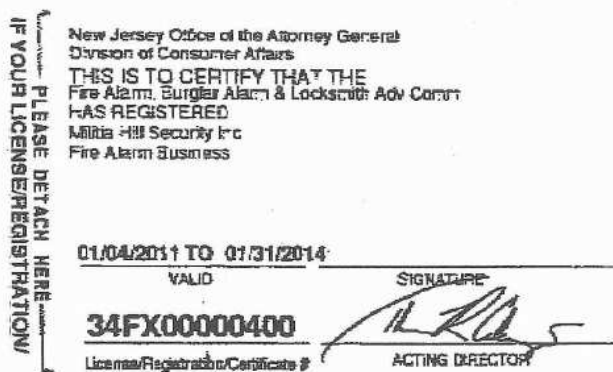 PLEASE DETACH HERE
IF YOUR LICENSE/REGISTRATION/
New Jersey Office of the Attorney General
Division of Consumer Affairs
THIS IS TO CERTIFY THAT THE
Fire Alarm, Burglar Alarm & Locksmith Adv Comm
HAS REGISTERED
Militia Hill Security Inc
Fire Alarm Business
01/04/2011 TO 01/31/2014
VALID
SIGNATURE
34FX00000400
License/Registration/Certificate #
ACTING DIRECTOR